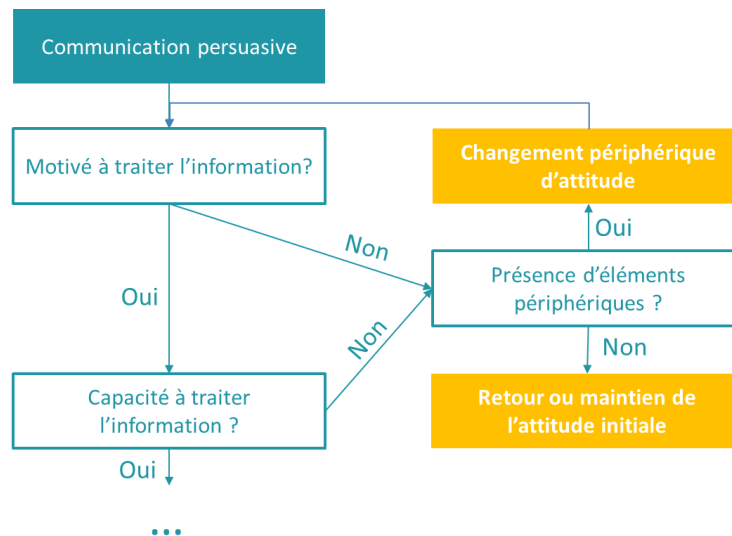 Communication persuasive
Motivé à traiter l'information?
Changement périphérique
d'attitude
Non
Oui
Oui
Présence d'éléments
périphériques ?
Non
Non
Capacité à traiter
l'information ?
Retour ou maintien de
l'attitude initiale
Oui
...